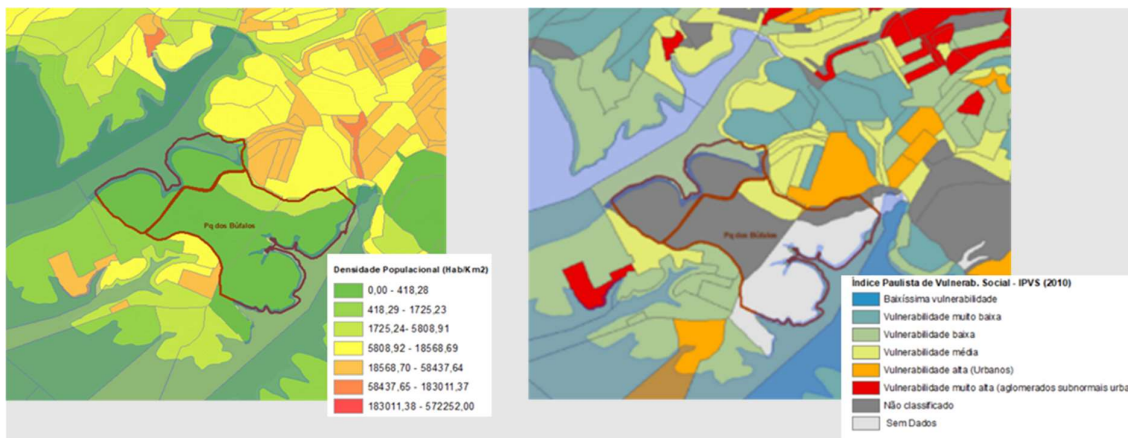 Pq dos Búfalos
Densidade Populacional (Hab/Km2)
0,00 - 418,28
418,29 - 1725,23
1725,24- 5808,91
5808,92 - 18568,69
18568,70 - 58437,64
58437,65 - 183011,37
183011,38 - 572252,00
Pq dos Búfalos
Índice Paulista de Vulnerab. Social - IPVS (2010)
Baixíssima vulnerabilidade
Vulnerabilidade muito baixa
Vulnerabilidade baixa
Vulnerabilidade média
Vulnerabilidade alta (Urbanos)
Vulnerabilidade muito alta (aglomerados subnormais urba
Não classificado
Sem Dados